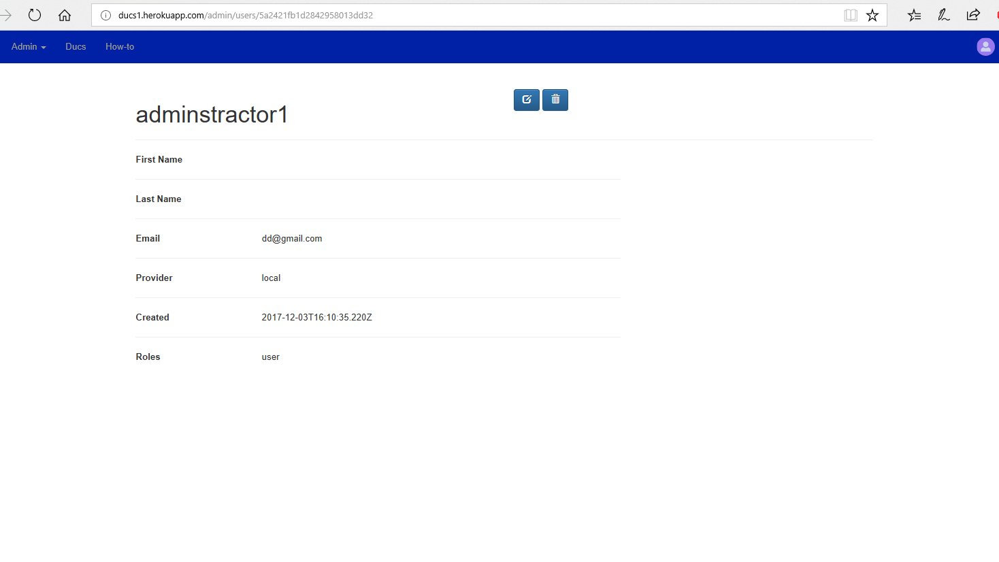 ducs1.herokuapp.com/admin/users/5a2421fb1d2842958013dd32
Admin Ducs How-to
adminstractor1
First Name
Last Name
Email dd@gmail.com
Provider local
Created 2017-12-03T16:10:35.220Z
Roles user